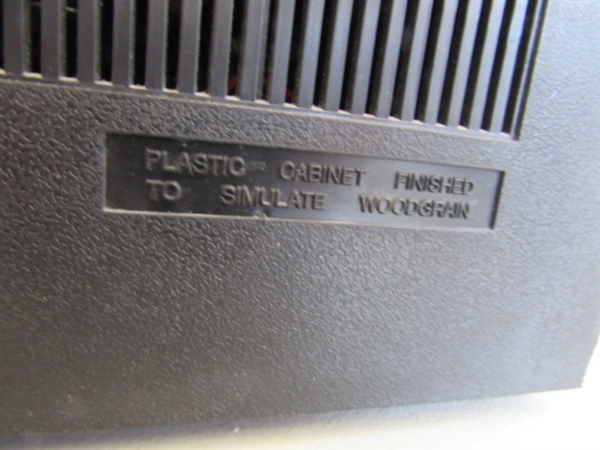 PLASTIC CABINET FINISHED
TO SIMULATE WOODGRAIN